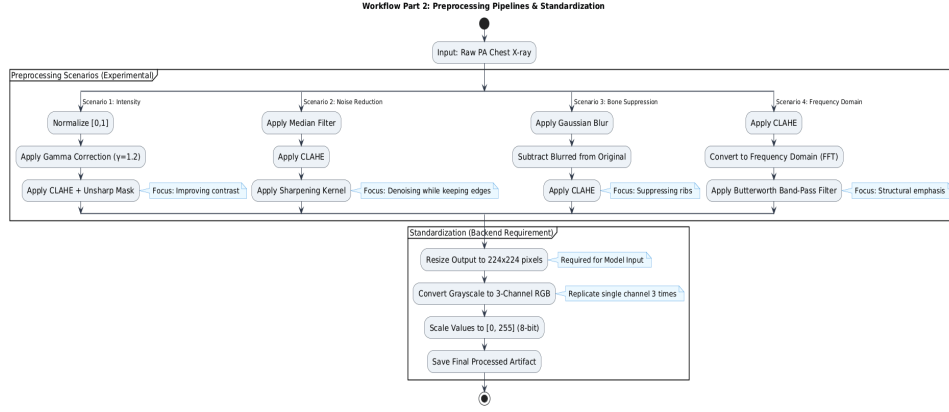 Workflow Part 2: Preprocessing Pipelines & Standardization
Input: Raw PA Chest X-ray
Preprocessing Scenarios (Experimental)
Scenario 1: Intensity
Normalize [0,1]
Apply Gamma Correction (γ=1.2)
Apply CLAHE + Unsharp Mask
Focus: Improving contrast
Scenario 2: Noise Reduction
Apply Median Filter
Apply CLAHE
Apply Sharpening Kernel
Focus: Denoising while keeping edges
Scenario 3: Bone Suppression
Apply Gaussian Blur
Subtract Blurred from Original
Apply CLAHE
Focus: Suppressing ribs
Scenario 4: Frequency Domain
Apply CLAHE
Convert to Frequency Domain (FFT)
Apply Butterworth Band-Pass Filter
Focus: Structural emphasis
Standardization (Backend Requirement)
Resize Output to 224x224 pixels
Required for Model Input
Convert Grayscale to 3-Channel RGB
Replicate single channel 3 times
Scale Values to [0, 255] (8-bit)
Save Final Processed Artifact